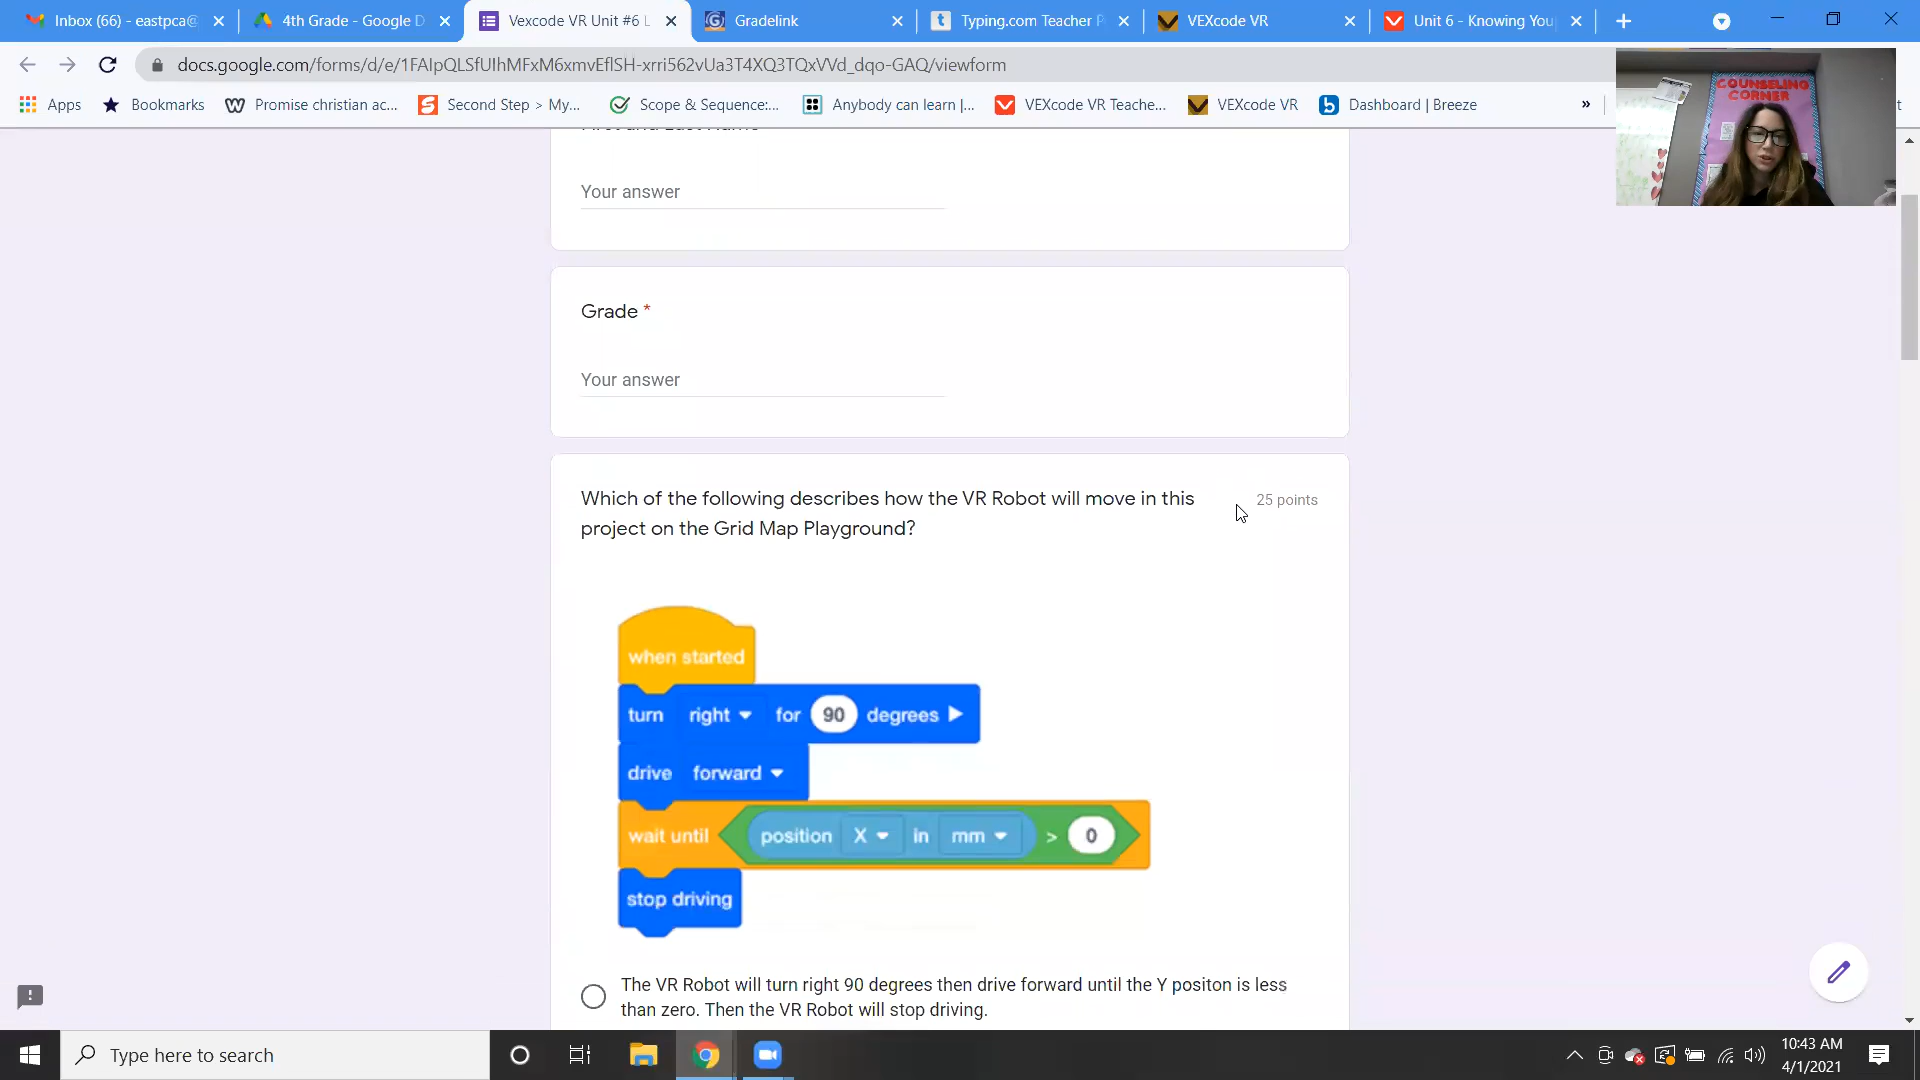 Inbox (66) - eastpca@
4th Grade - Google D
Vexcode VR Unit #6 L
Gradelink
Typing.com Teacher P
VEXcode VR
Unit 6 - Knowing You
docs.google.com/forms/d/e/1FAIpQLSfUIhMFxM6xmvEflSH-xrri562vUa3T4XQ3TQxVVd_dqo-GAQ/viewform
Apps
Bookmarks
Promise christian ac...
Second Step > My...
Scope & Sequence:...
Anybody can learn |...
VEXcode VR Teache...
VEXcode VR
Dashboard | Breeze
»
COUNSELING
CORNER
First and Last Name
Your answer
Grade *
Your answer
Which of the following describes how the VR Robot will move in this
project on the Grid Map Playground?
25 points
when started
turn right for 90 degrees
drive forward
wait until position X in mm > 0
stop driving
The VR Robot will turn right 90 degrees then drive forward until the Y positon is less
than zero. Then the VR Robot will stop driving.
Type here to search
10:43 AM
4/1/2021